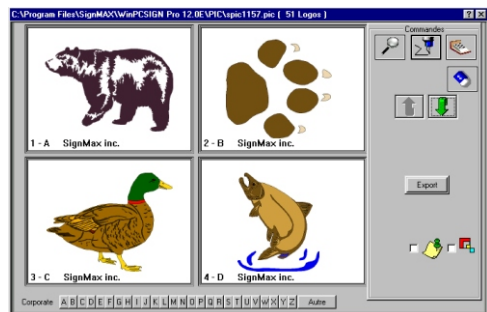 C:\Program Files\SignMAX\WinPCSIGN Pro 12.0E\PIC\spic1157.pic ( 51 Logos )
Commandes
1 - A SignMax inc.
2 - B SignMax inc.
Export
3 - C SignMax inc.
4 - D SignMax inc.
Corporate A B C D E F G H I J K L M N O P Q R S T U V W X Y Z Autre